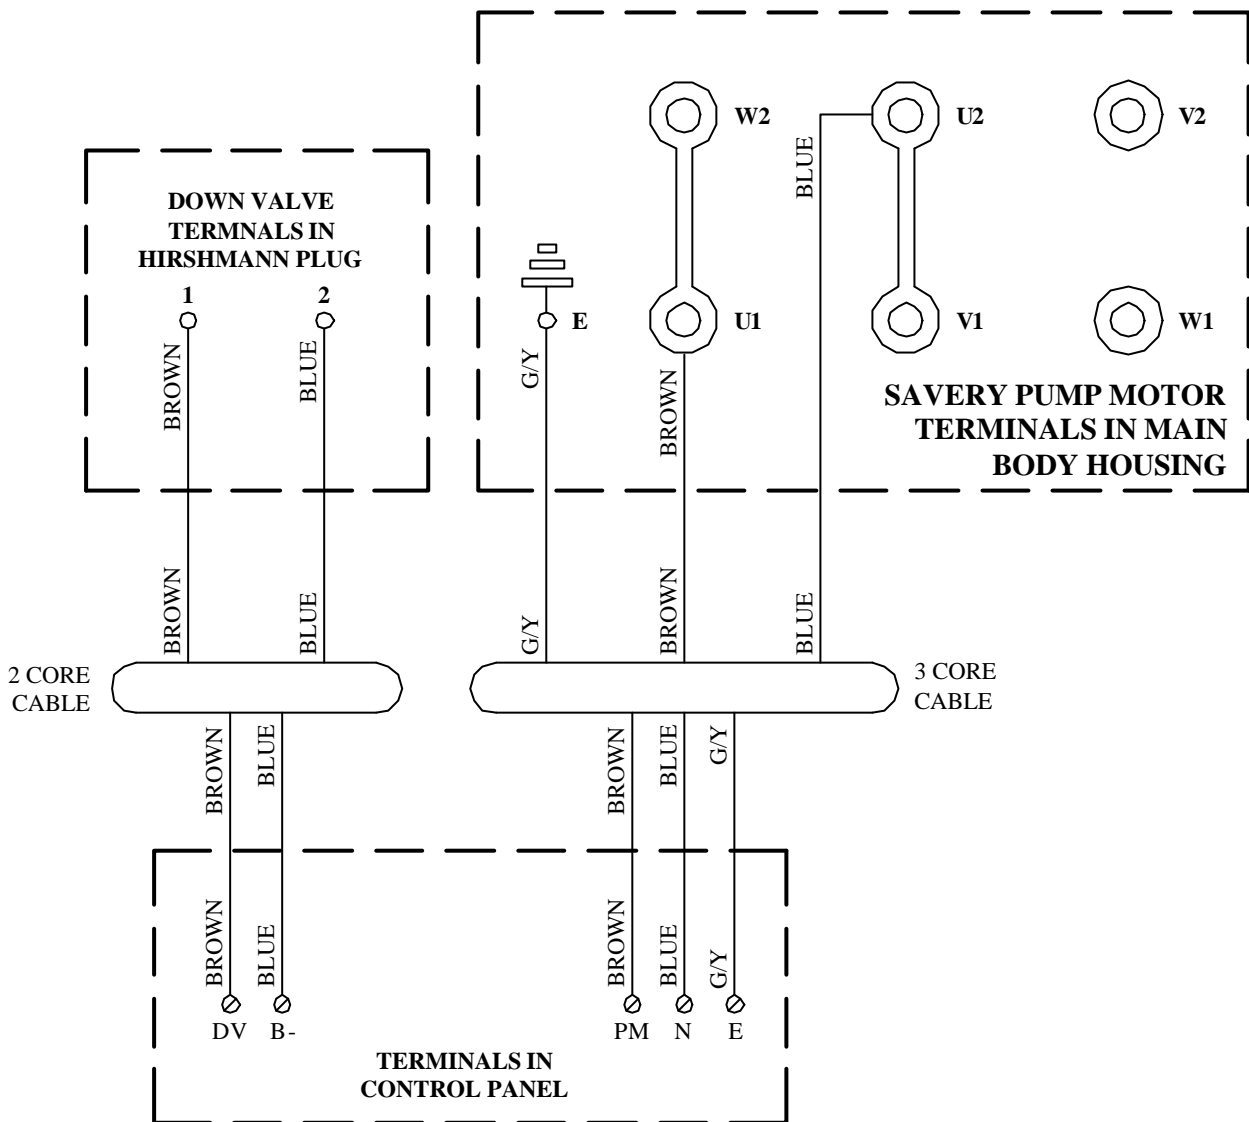 W2
U2
V2
BLUE
DOWN VALVE
TERMNALS IN
HIRSHMANN PLUG
1
2
E
U1
V1
W1
BROWN
BLUE
G/Y
BROWN
SAVERY PUMP MOTOR
TERMINALS IN MAIN
BODY HOUSING
BROWN
BLUE
G/Y
BROWN
BLUE
2 CORE
CABLE
3 CORE
CABLE
BROWN
BLUE
BROWN
BLUE
G/Y
BROWN
BLUE
BROWN
BLUE
G/Y
DV
B-
PM
N
E
TERMINALS IN
CONTROL PANEL